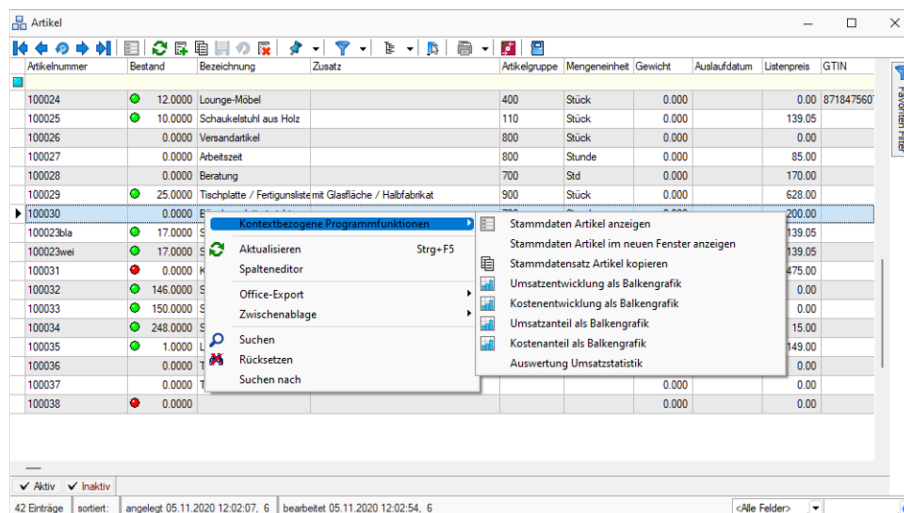 Artikel
Artikelnummer Bestand Bezeichnung Zusatz Artikelgruppe Mengeneinheit Gewicht Auslaufdatum Listenpreis GTIN
Favoriten Filter
100024 12.0000 Lounge-Möbel 400 Stück 0.000 0.00 871847560
100025 10.0000 Schaukelstuhl aus Holz 110 Stück 0.000 139.05
100026 0.0000 Versandartikel 800 Stück 0.000 0.00
100027 0.0000 Arbeitszeit 800 Stunde 0.000 85.00
100028 0.0000 Beratung 700 Std 0.000 170.00
100029 25.0000 Tischplatte / Fertigungsliste mit Glasfläche / Halbfabrikat 900 Stück 0.000 628.00
100030 0.0000 200.00
Kontextbezogene Programmfunktionen
Aktualisieren Strg+F5
Spalteneditor
Office-Export
Zwischenablage
Suchen
Rücksetzen
Suchen nach
Stammdaten Artikel anzeigen
Stammdaten Artikel im neuen Fenster anzeigen
Stammdatensatz Artikel kopieren
Umsatzentwicklung als Balkengrafik
Kostenentwicklung als Balkengrafik
Umsatzanteil als Balkengrafik
Kostenanteil als Balkengrafik
Auswertung Umsatzstatistik
100023bla 17.0000 S 139.05
100023wei 17.0000 S 139.05
100031 0.0000 K 475.00
100032 146.0000 S 0.00
100033 150.0000 S 0.00
100034 248.0000 S 15.00
100035 1.0000 L 149.00
100036 0.0000 T 0.00
100037 0.0000 T 0.000 0.00
100038 0.0000 0.000 0.00
Aktiv Inaktiv
42 Einträge sortiert: angelegt 05.11.2020 12:02:07, 6 bearbeitet 05.11.2020 12:02:54, 6 <Alle Felder>